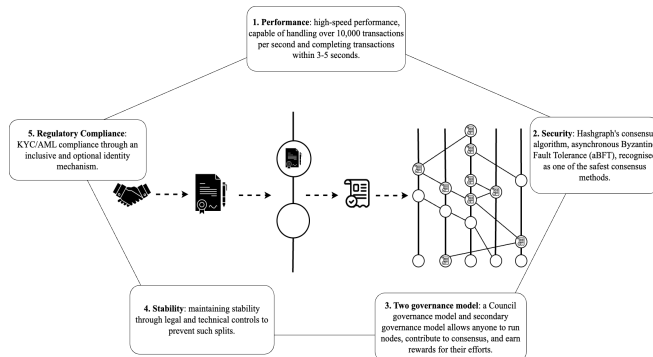 1. Performance: high-speed performance,
capable of handling over 10,000 transactions
per second and completing transactions
within 3-5 seconds.
5. Regulatory Compliance:
KYC/AML compliance through an
inclusive and optional identity
mechanism.
2. Security: Hashgraph's consensu
algorithm, asynchronous Byzantine
Fault Tolerance (aBFT), recognise
as one of the safest consensus
methods.
4. Stability: maintaining stability
through legal and technical controls to
prevent such splits.
3. Two governance model: a Council
governance model and secondary
governance model allows anyone to run
nodes, contribute to consensus, and earn
rewards for their efforts.